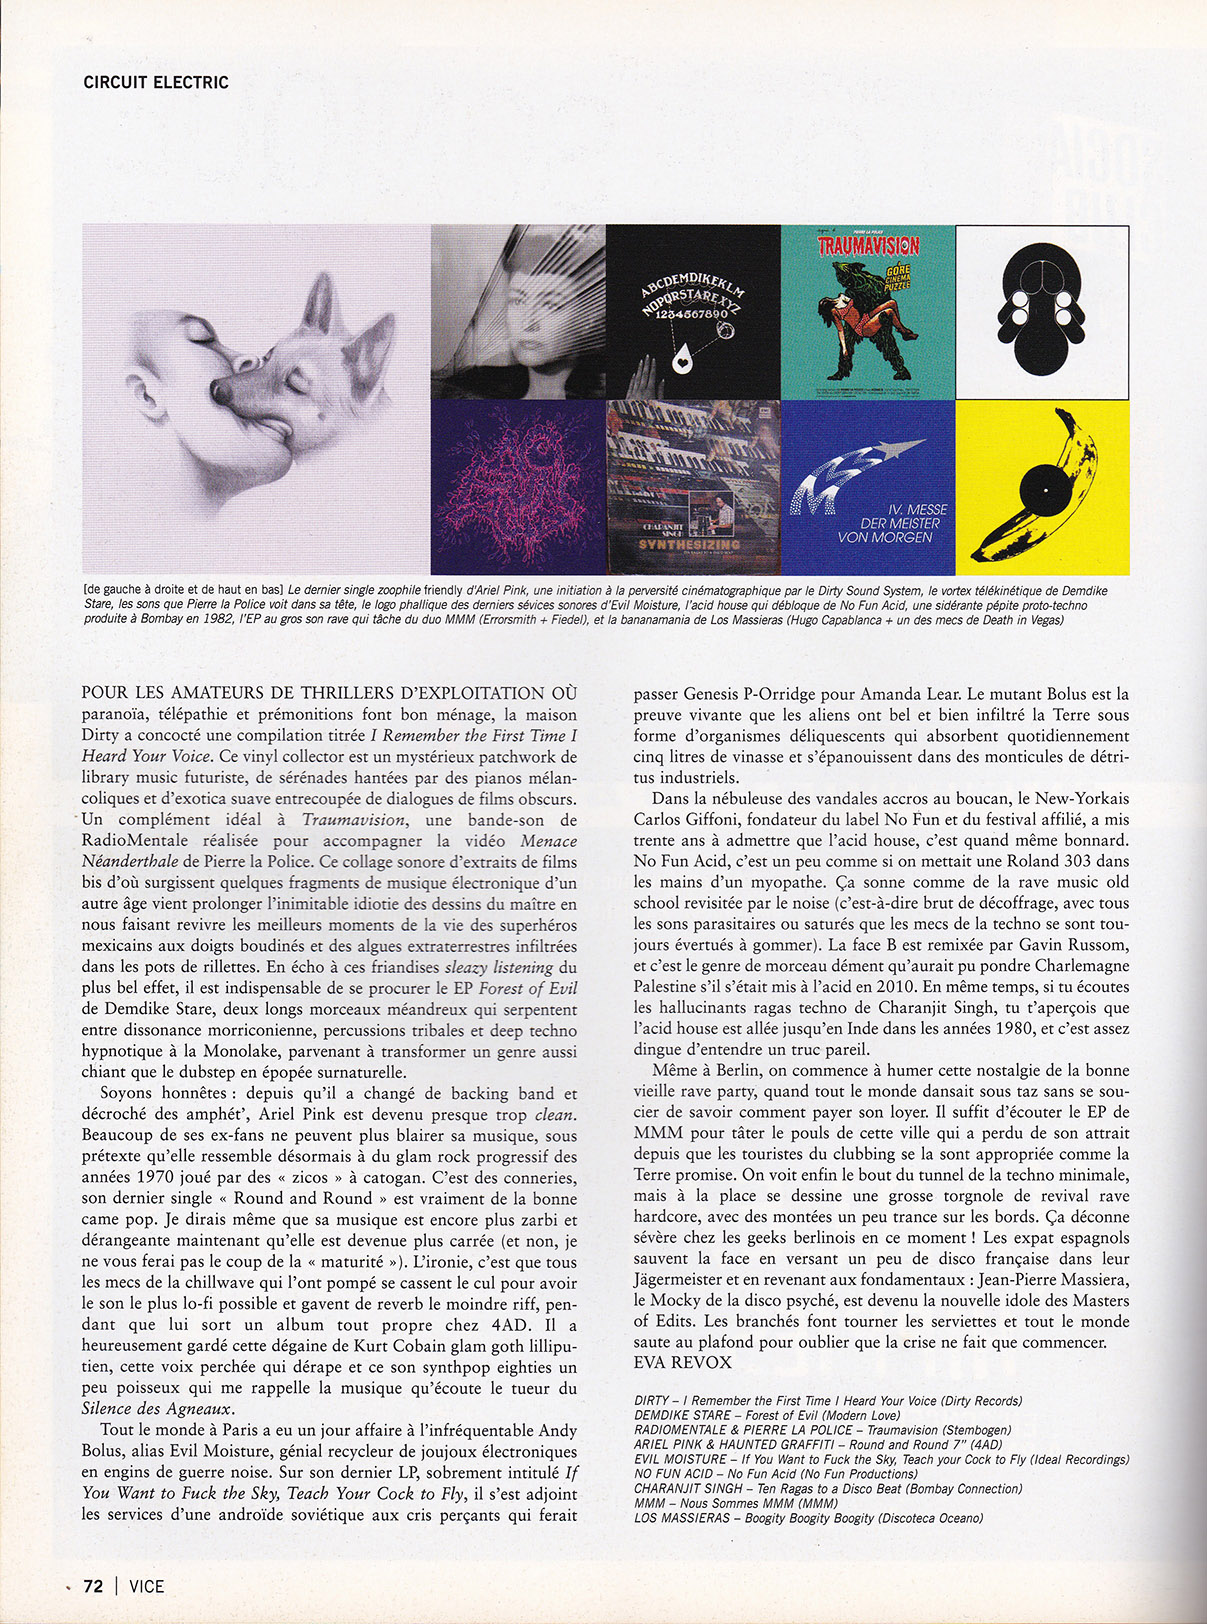 CIRCUIT ELECTRIC
ABCDEMDIKEKLM
NOPQRSTAREXYZ
1234567890
PIERRE LA POLICE
TRAUMAVISION
GORE
CINEMA
PUZZLE
EMI
CHARANJIT
SINGH
SYNTHESIZING
MMM
IV. MESSE
DER MEISTER
VON MORGEN
[de gauche à droite et de haut en bas] Le dernier single zoophile friendly d'Ariel Pink, une initiation à la perversité cinématographique par le Dirty Sound System, le vortex télékinétique de Demdike
Stare, les sons que Pierre la Police voit dans sa tête, le logo phallique des derniers sévices sonores d'Evil Moisture, l'acid house qui débloque de No Fun Acid, une sidérante pépite proto-techno
produite à Bombay en 1982, l'EP au gros son rave qui tâche du duo MMM (Errorsmith + Fiedel), et la bananamania de Los Massieras (Hugo Capablanca + un des mecs de Death in Vegas)
POUR LES AMATEURS DE THRILLERS D'EXPLOITATION OÙ
paranoïa, télépathie et prémonitions font bon ménage, la maison
Dirty a concocté une compilation titrée I Remember the First Time I
Heard Your Voice. Ce vinyl collector est un mystérieux patchwork de
library music futuriste, de sérénades hantées par des pianos mélan-
coliques et d'exotica suave entrecoupée de dialogues de films obscurs.
Un complément idéal à Traumavision, une bande-son de
RadioMentale réalisée pour accompagner la vidéo Menace
Néanderthale de Pierre la Police. Ce collage sonore d'extraits de films
bis d'où surgissent quelques fragments de musique électronique d'un
autre âge vient prolonger l'inimitable idiotie des dessins du maître en
nous faisant revivre les meilleurs moments de la vie des superhéros
mexicains aux doigts boudinés et des algues extraterrestres infiltrées
dans les pots de rillettes. En écho à ces friandises sleazy listening du
plus bel effet, il est indispensable de se procurer le EP Forest of Evil
de Demdike Stare, deux longs morceaux méandreux qui serpentent
entre dissonance morriconienne, percussions tribales et deep techno
hypnotique à la Monolake, parvenant à transformer un genre aussi
chiant que le dubstep en épopée surnaturelle.
Soyons honnêtes : depuis qu'il a changé de backing band et
décroché des amphét', Ariel Pink est devenu presque trop clean.
Beaucoup de ses ex-fans ne peuvent plus blairer sa musique, sous
prétexte qu'elle ressemble désormais à du glam rock progressif des
années 1970 joué par des « zicos » à catogan. C'est des conneries,
son dernier single « Round and Round » est vraiment de la bonne
came pop. Je dirais même que sa musique est encore plus zarbi et
dérangeante maintenant qu'elle est devenue plus carrée (et non, je
ne vous ferai pas le coup de la « maturité »). L'ironie, c'est que tous
les mecs de la chillwave qui l'ont pompé se cassent le cul pour avoir
le son le plus lo-fi possible et gavent de reverb le moindre riff, pen-
dant que lui sort un album tout propre chez 4AD. Il a
heureusement gardé cette dégaine de Kurt Cobain glam goth lillipu-
tien, cette voix perchée qui dérape et ce son synthpop eighties un
peu poisseux qui me rappelle la musique qu'écoute le tueur du
Silence des Agneaux.
Tout le monde à Paris a eu un jour affaire à l'infréquentable Andy
Bolus, alias Evil Moisture, génial recycleur de joujoux électroniques
en engins de guerre noise. Sur son dernier LP, sobrement intitulé If
You Want to Fuck the Sky, Teach Your Cock to Fly, il s'est adjoint
les services d'une androïde soviétique aux cris perçants qui ferait
passer Genesis P-Orridge pour Amanda Lear. Le mutant Bolus est la
preuve vivante que les aliens ont bel et bien infiltré la Terre sous
forme d'organismes déliquescents qui absorbent quotidiennement
cinq litres de vinasse et s'épanouissent dans des monticules de détri-
tus industriels.
Dans la nébuleuse des vandales accros au boucan, le New-Yorkais
Carlos Giffoni, fondateur du label No Fun et du festival affilié, a mis
trente ans à admettre que l'acid house, c'est quand même bonnard.
No Fun Acid, c'est un peu comme si on mettait une Roland 303 dans
les mains d'un myopathe. Ça sonne comme de la rave music old
school revisitée par le noise (c'est-à-dire brut de décoffrage, avec tous
les sons parasitaires ou saturés que les mecs de la techno se sont tou-
jours évertués à gommer). La face B est remixée par Gavin Russom,
et c'est le genre de morceau dément qu'aurait pu pondre Charlemagne
Palestine s'il s'était mis à l'acid en 2010. En même temps, si tu écoutes
les hallucinants ragas techno de Charanjit Singh, tu t'aperçois que
l'acid house est allée jusqu'en Inde dans les années 1980, et c'est assez
dingue d'entendre un truc pareil.
Même à Berlin, on commence à humer cette nostalgie de la bonne
vieille rave party, quand tout le monde dansait sous taz sans se sou-
cier de savoir comment payer son loyer. Il suffit d'écouter le EP de
MMM pour tâter le pouls de cette ville qui a perdu de son attrait
depuis que les touristes du clubbing se la sont appropriée comme la
Terre promise. On voit enfin le bout du tunnel de la techno minimale,
mais à la place se dessine une grosse torgnole de revival rave
hardcore, avec des montées un peu trance sur les bords. Ça déconne
sévère chez les geeks berlinois en ce moment ! Les expat espagnols
sauvent la face en versant un peu de disco française dans leur
Jägermeister et en revenant aux fondamentaux : Jean-Pierre Massiera,
le Mocky de la disco psyché, est devenu la nouvelle idole des Masters
of Edits. Les branchés font tourner les serviettes et tout le monde
saute au plafond pour oublier que la crise ne fait que commencer.
EVA REVOX
DIRTY – I Remember the First Time I Heard Your Voice (Dirty Records)
DEMDIKE STARE – Forest of Evil (Modern Love)
RADIOMENTALE & PIERRE LA POLICE – Traumavision (Stembogen)
ARIEL PINK & HAUNTED GRAFFITI – Round and Round 7" (4AD)
EVIL MOISTURE – If You Want to Fuck the Sky, Teach your Cock to Fly (Ideal Recordings)
NO FUN ACID – No Fun Acid (No Fun Productions)
CHARANJIT SINGH – Ten Ragas to a Disco Beat (Bombay Connection)
MMM – Nous Sommes MMM (MMM)
LOS MASSIERAS – Boogity Boogity Boogity (Discoteca Oceano)
72 | VICE